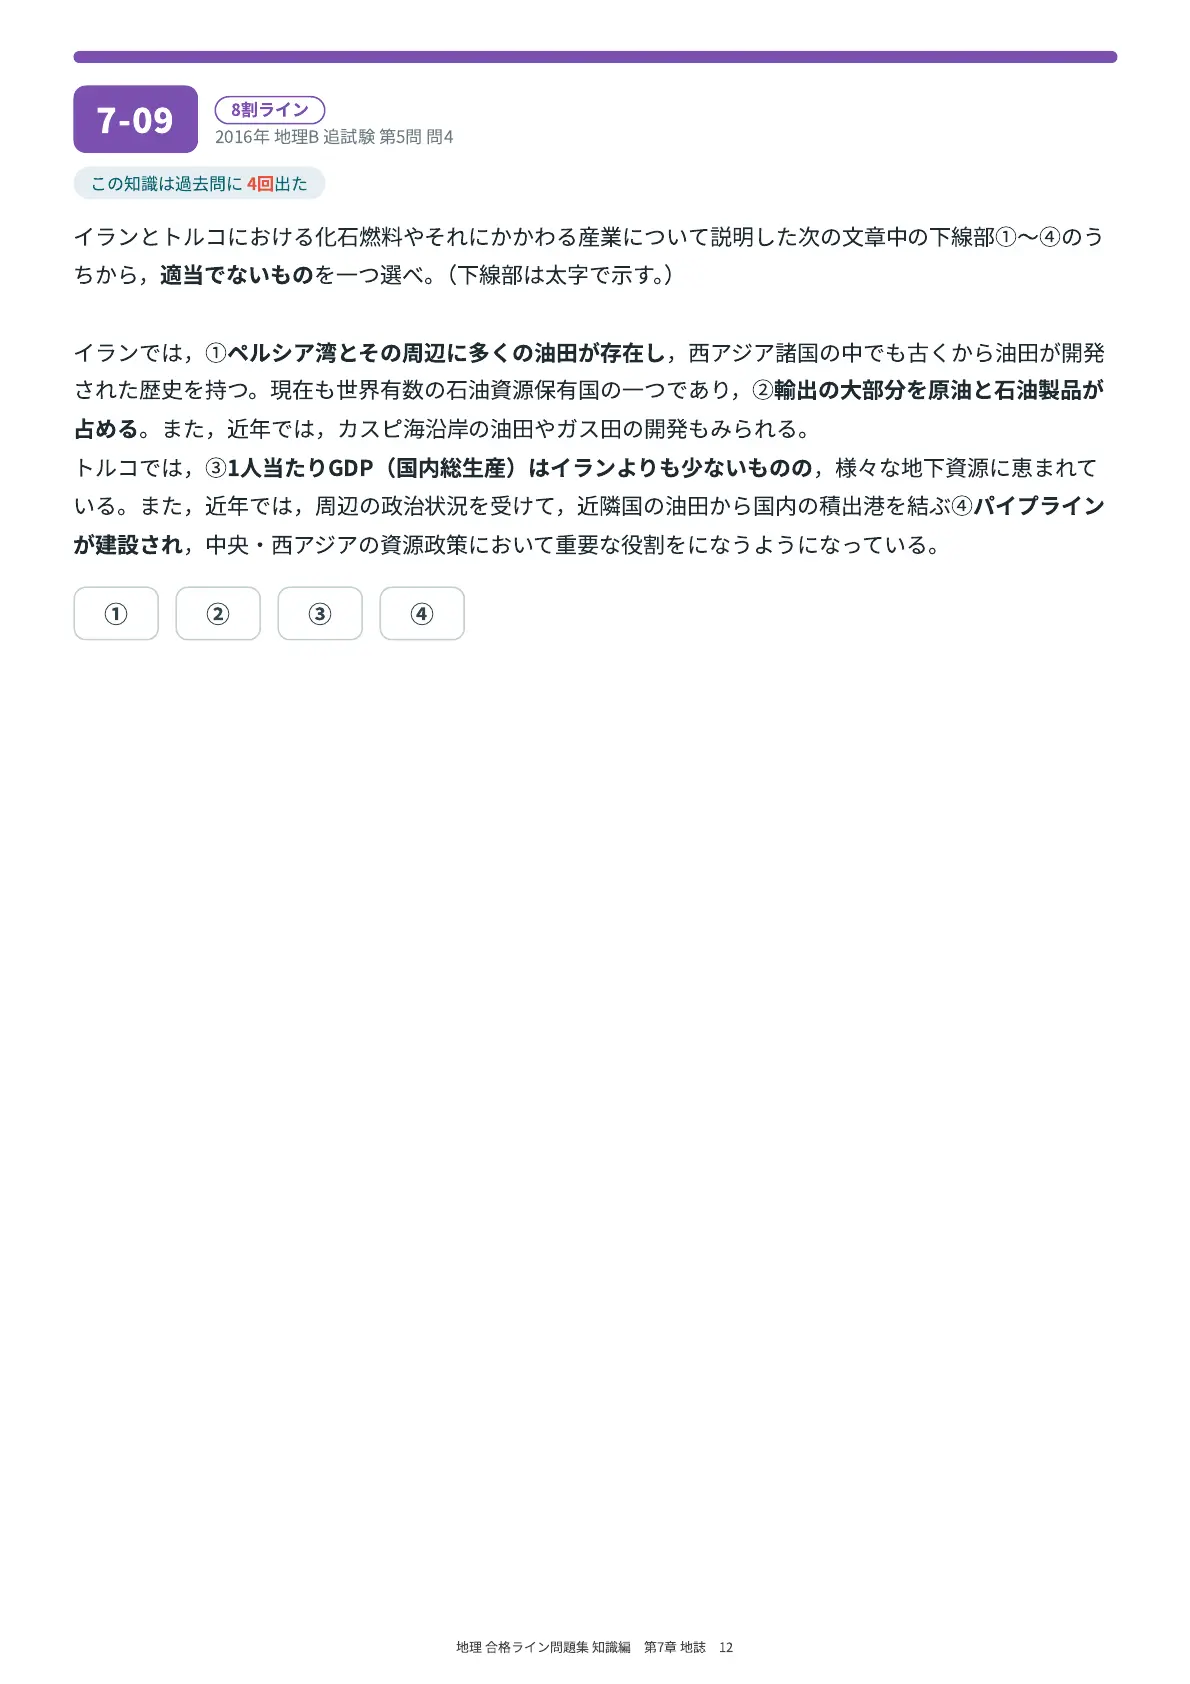 7-09
8割ライン
2016年 地理B 追試験 第5問 問4
この知識は過去問に 4回出た
イランとトルコにおける化石燃料やそれにかかわる産業について説明した次の文章中の下線部①〜④のう
ちから，適当でないものを一つ選べ。（下線部は太字で示す。）
イランでは，①ペルシア湾とその周辺に多くの油田が存在し，西アジア諸国の中でも古くから油田が開発
された歴史を持つ。現在も世界有数の石油資源保有国の一つであり，②輸出の大部分を原油と石油製品が
占める。また，近年では，カスピ海沿岸の油田やガス田の開発もみられる。
トルコでは，③1人当たりGDP（国内総生産）はイランよりも少ないものの，様々な地下資源に恵まれて
いる。また，近年では，周辺の政治状況を受けて，近隣国の油田から国内の積出港を結ぶ④パイプライン
が建設され，中央・西アジアの資源政策において重要な役割をになうようになっている。
① ② ③ ④
地理 合格ライン問題集 知識編 第7章 地誌 12